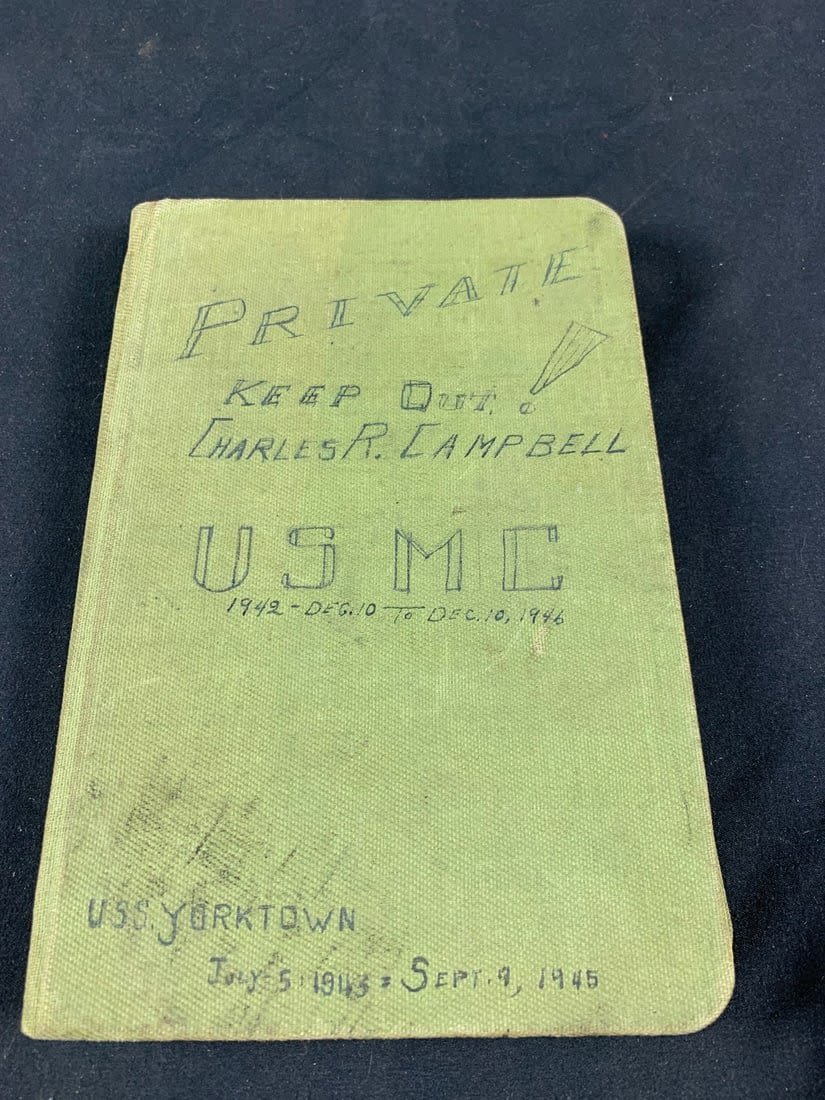 PRIVATE
KEEP OUT!
CHARLES R. CAMPBELL
USMC
1942 - DEC. 10 TO DEC. 10, 1946
U.S.S. YORKTOWN
JULY 5 1943 = SEPT. 9, 1945